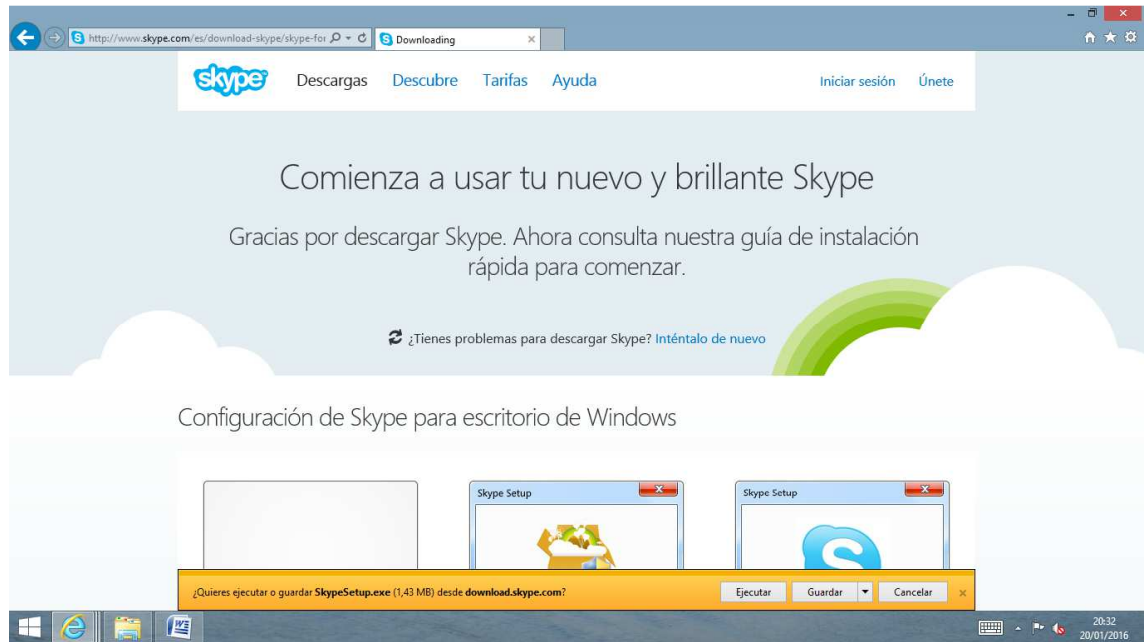 http://www.skype.com/es/download-skype/skype-for
Downloading
skype
Descargas Descubre Tarifas Ayuda Iniciar sesión Únete
Comienza a usar tu nuevo y brillante Skype
Gracias por descargar Skype. Ahora consulta nuestra guía de instalación
rápida para comenzar.
¿Tienes problemas para descargar Skype? Inténtalo de nuevo
Configuración de Skype para escritorio de Windows
Skype Setup
Skype Setup
¿Quieres ejecutar o guardar SkypeSetup.exe (1,43 MB) desde download.skype.com?
Ejecutar Guardar Cancelar
20:32
20/01/2016